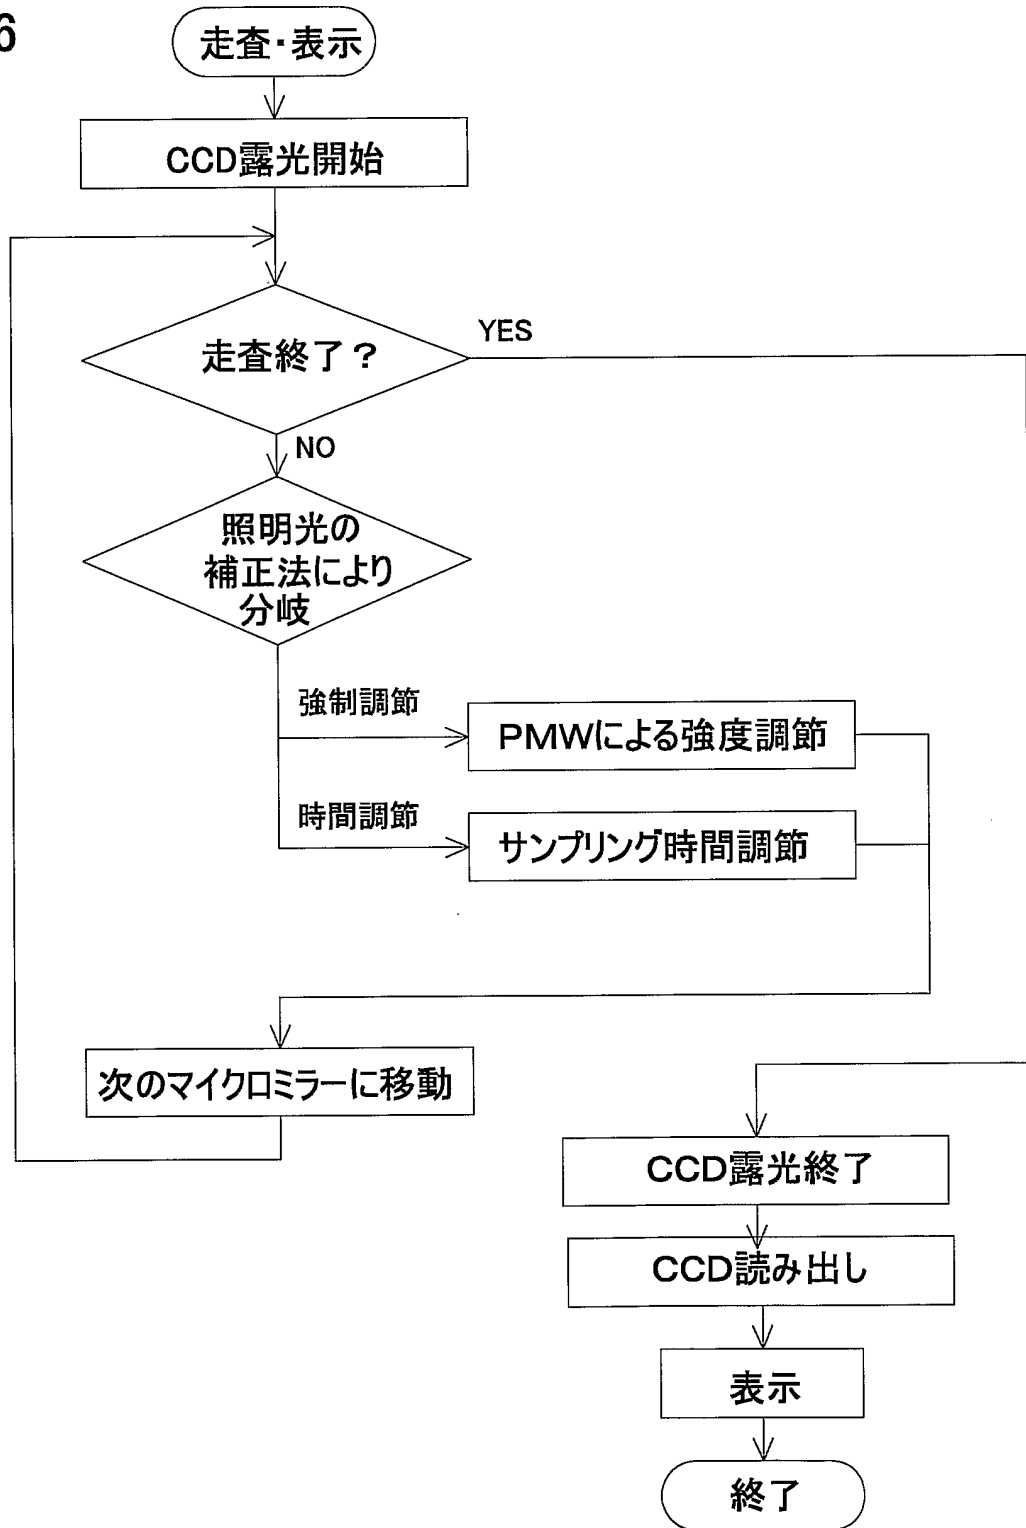 6
走査・表示
CCD露光開始
走査終了？
YES
NO
照明光の
補正法により
分岐
強制調節
PMWによる強度調節
時間調節
サンプリング時間調節
次のマイクロミラーに移動
CCD露光終了
CCD読み出し
表示
終了